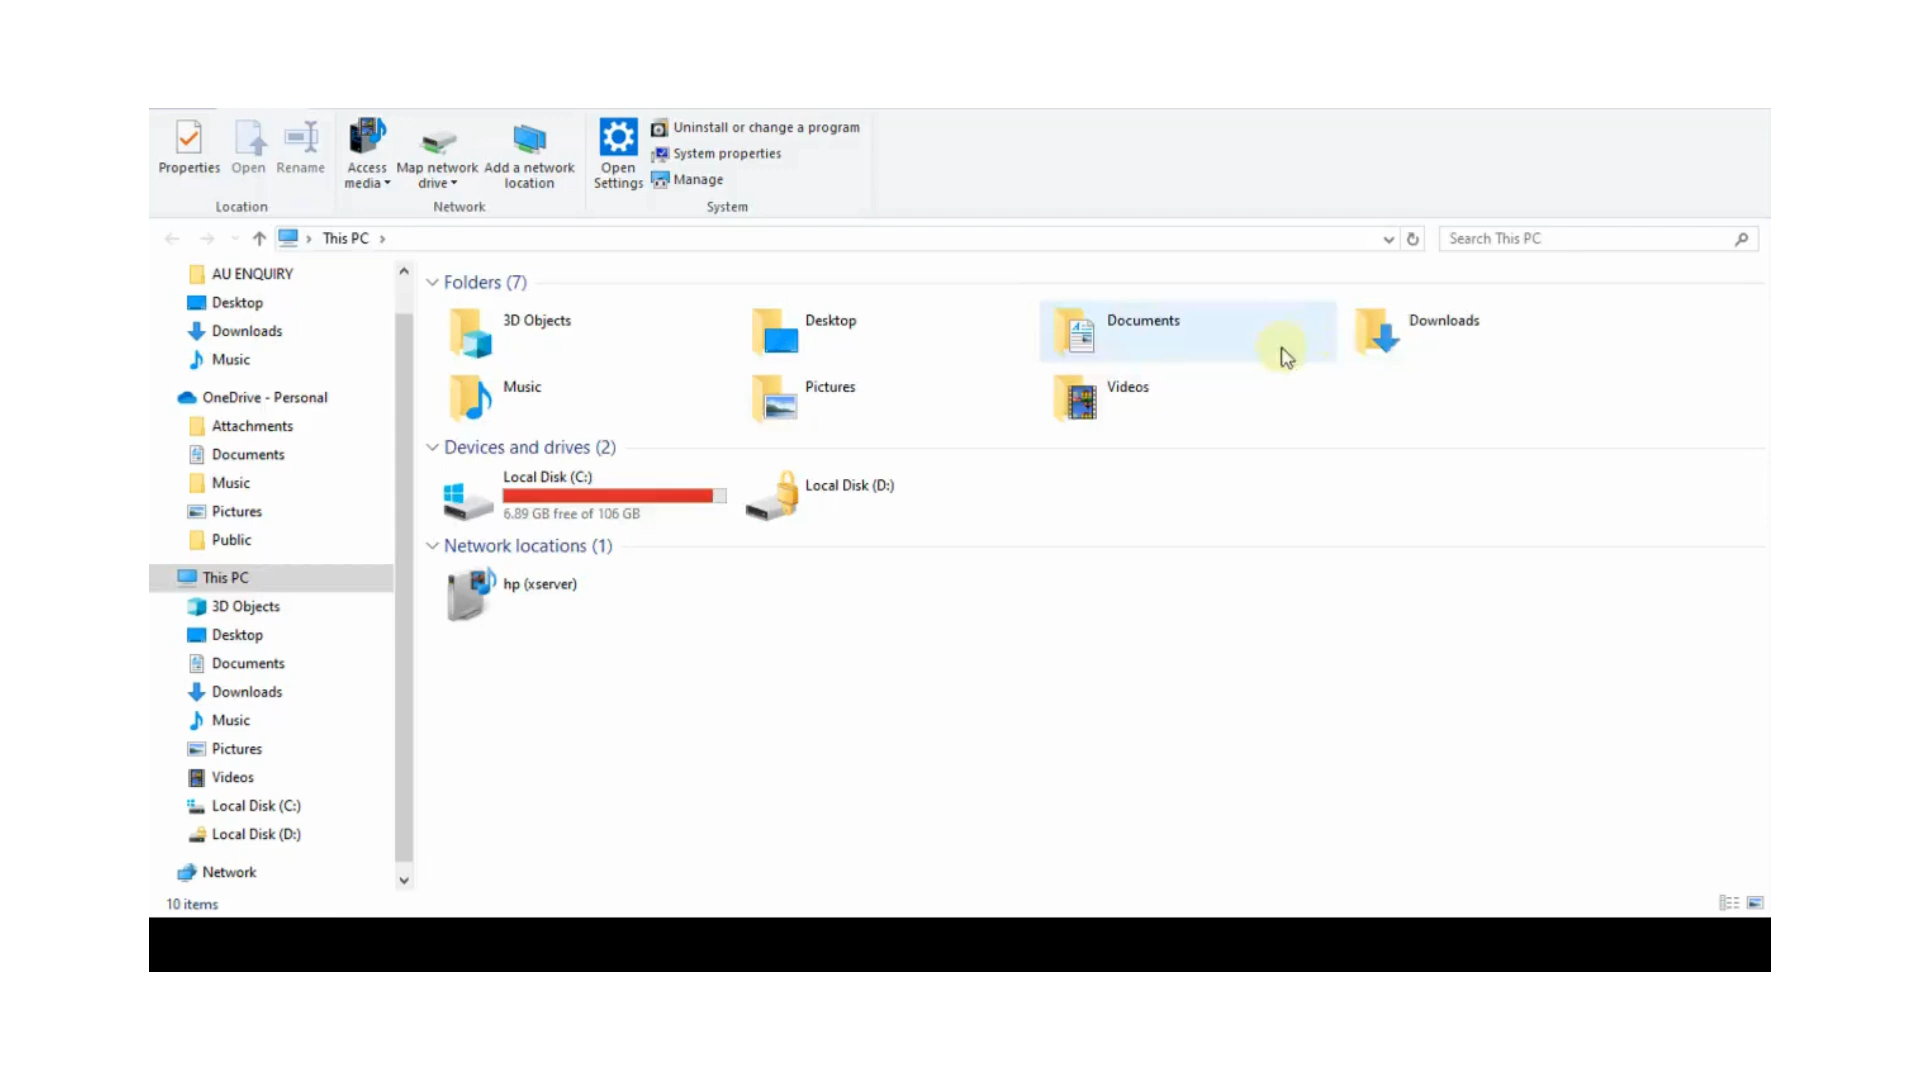 Properties
Open
Rename
Access
media
Map network
drive
Add a network
location
Open
Settings
Uninstall or change a program
System properties
Manage
Location
Network
System
This PC
Search This PC
AU ENQUIRY
Desktop
Downloads
Music
OneDrive - Personal
Attachments
Documents
Music
Pictures
Public
This PC
3D Objects
Desktop
Documents
Downloads
Music
Pictures
Videos
Local Disk (C:)
Local Disk (D:)
Network
Folders (7)
3D Objects
Desktop
Documents
Downloads
Music
Pictures
Videos
Devices and drives (2)
Local Disk (C:)
6.89 GB free of 106 GB
Local Disk (D:)
Network locations (1)
hp (xserver)
10 items